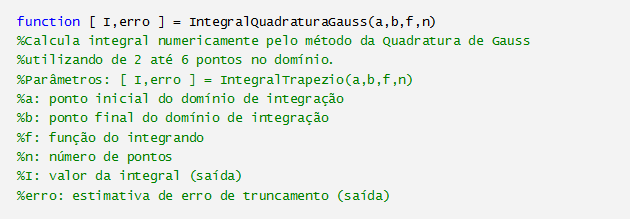 function [ I,erro ] = IntegralQuadraturaGauss(a,b,f,n)
%Calcula integral numericamente pelo método da Quadratura de Gauss
%utilizando de 2 até 6 pontos no domínio.
%Parâmetros: [ I,erro ] = IntegralTrapezio(a,b,f,n)
%a: ponto inicial do domínio de integração
%b: ponto final do domínio de integração
%f: função do integrando
%n: número de pontos
%I: valor da integral (saída)
%erro: estimativa de erro de truncamento (saída)